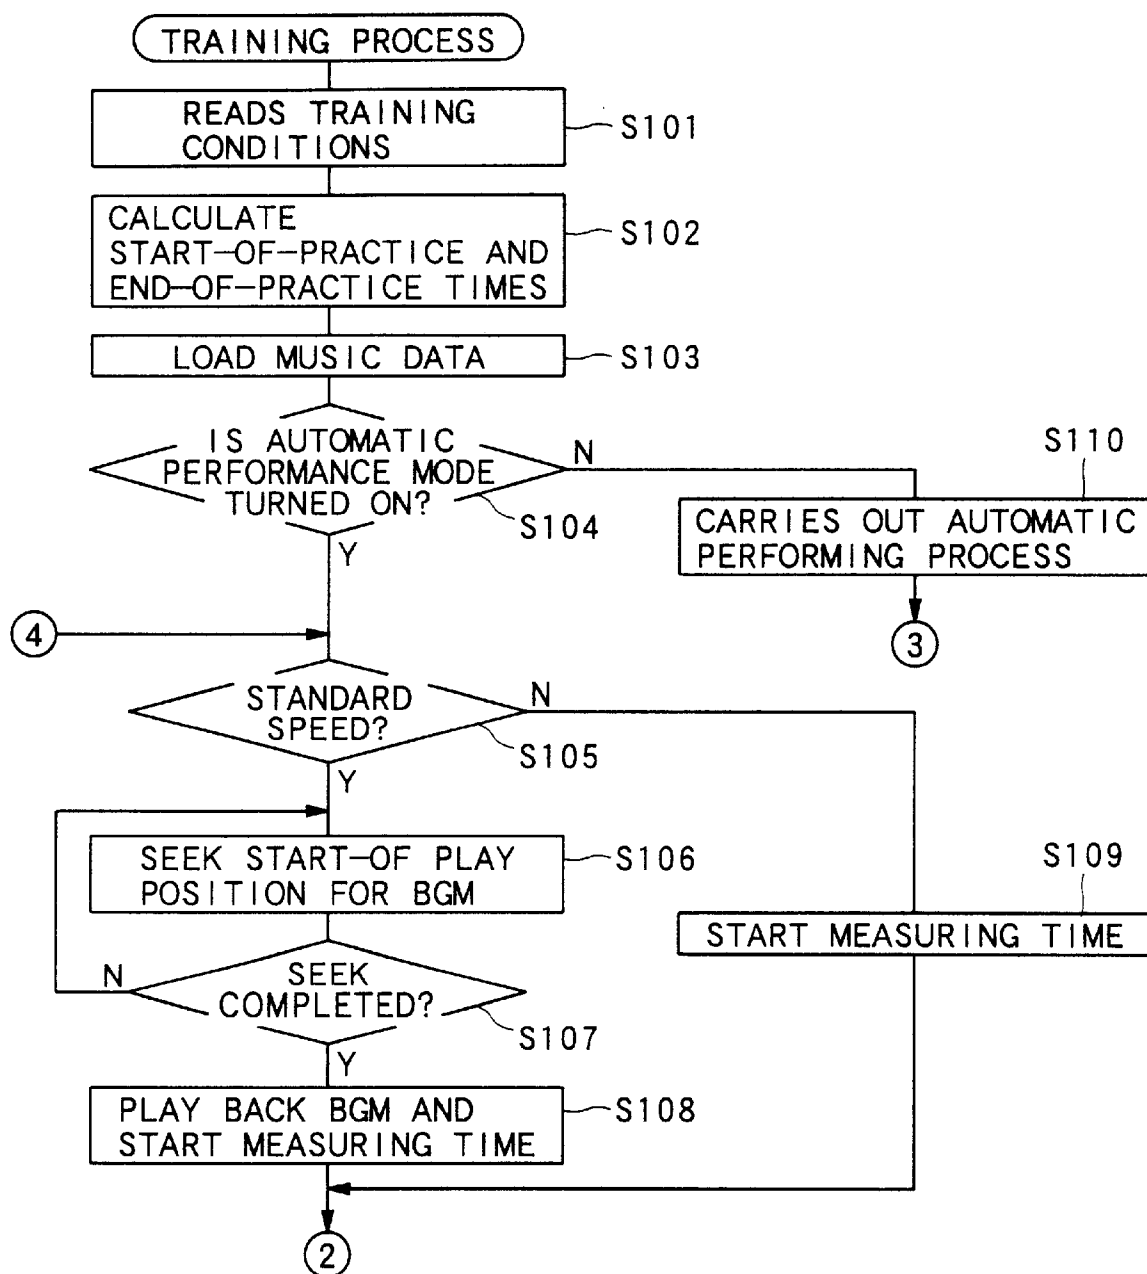 TRAINING PROCESS
READS TRAINING
CONDITIONS
S101
CALCULATE
START-OF-PRACTICE AND
END-OF-PRACTICE TIMES
S102
LOAD MUSIC DATA
S103
IS AUTOMATIC
PERFORMANCE MODE
TURNED ON?
S104
N
Y
S110
CARRIES OUT AUTOMATIC
PERFORMING PROCESS
3
4
STANDARD
SPEED?
S105
N
Y
SEEK START-OF PLAY
POSITION FOR BGM
S106
S109
START MEASURING TIME
SEEK
COMPLETED?
S107
N
Y
PLAY BACK BGM AND
START MEASURING TIME
S108
2